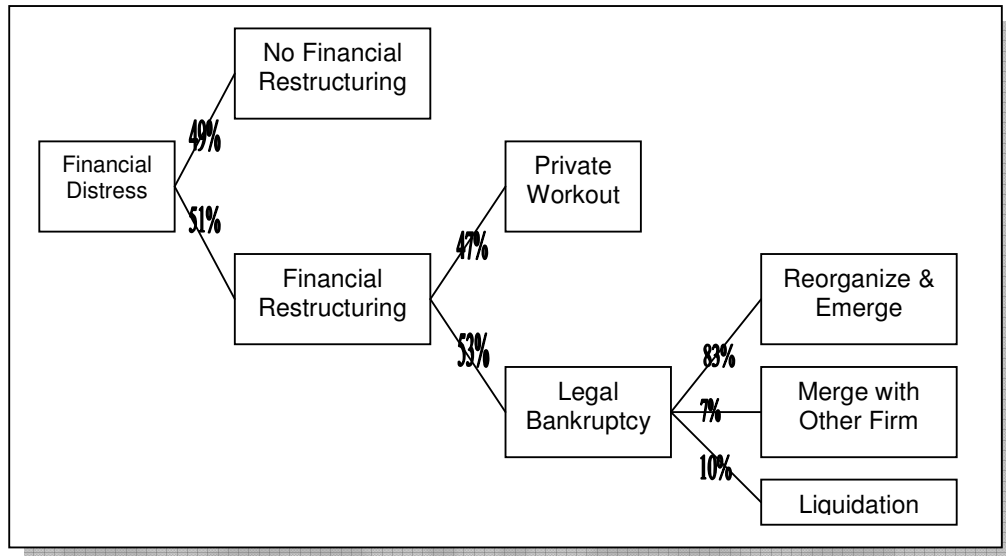 No Financial
Restructuring
49%
Financial
Distress
51%
Private
Workout
47%
Financial
Restructuring
53%
Reorganize &
Emerge
83%
Legal
Bankruptcy
7%
Merge with
Other Firm
10%
Liquidation